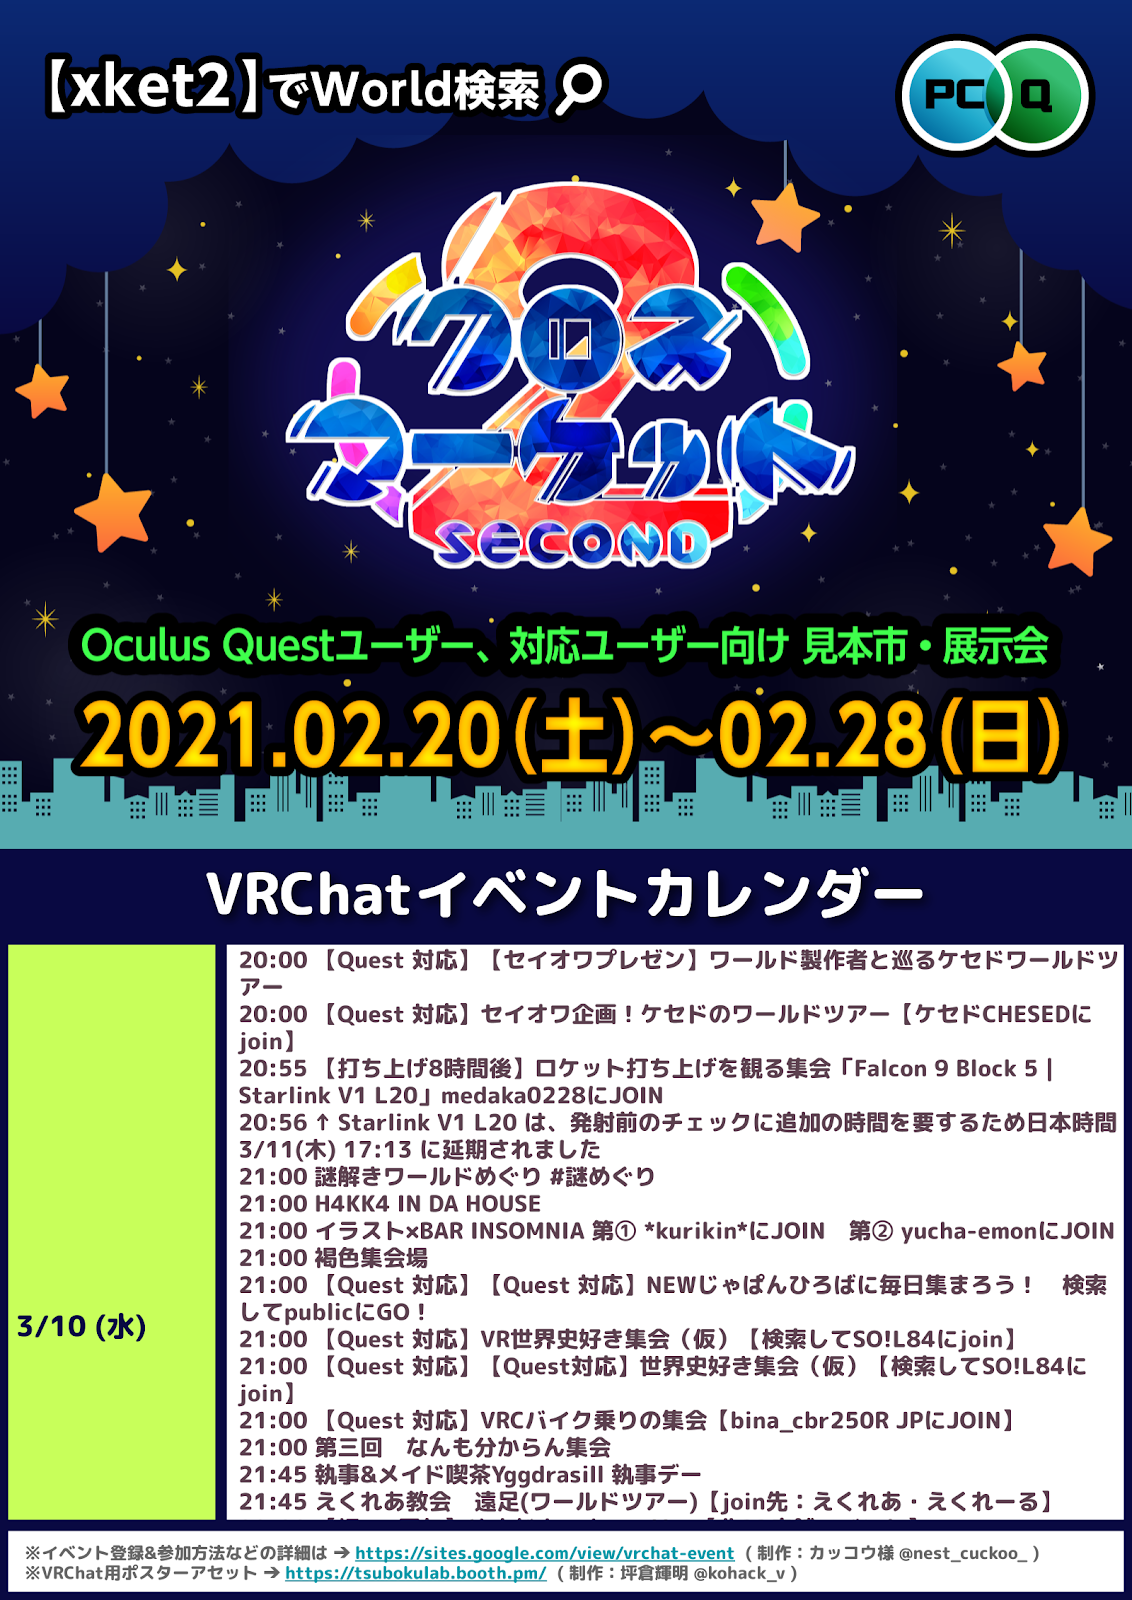 【xket2】でWorld検索
PC Q
クロス
マーケット
2
SECOND
Oculus Questユーザー、対応ユーザー向け 見本市・展示会
2021.02.20(土)～02.28(日)
VRChatイベントカレンダー
3/10 (水)
20:00 【Quest 対応】【セイオワプレゼン】ワールド製作者と巡るケセドワールドツ
アー
20:00 【Quest 対応】セイオワ企画！ケセドのワールドツアー【ケセドCHESEDに
join】
20:55 【打ち上げ8時間後】ロケット打ち上げを観る集会「Falcon 9 Block 5 |
Starlink V1 L20」medaka0228にJOIN
20:56 ↑ Starlink V1 L20 は、発射前のチェックに追加の時間を要するため日本時間
3/11(木) 17:13 に延期されました
21:00 謎解きワールドめぐり #謎めぐり
21:00 H4KK4 IN DA HOUSE
21:00 イラスト×BAR INSOMNIA 第① *kurikin*にJOIN　第② yucha-emonにJOIN
21:00 褐色集会場
21:00 【Quest 対応】【Quest 対応】NEWじゃぱんひろばに毎日集まろう！　検索
してpublicにGO！
21:00 【Quest 対応】VR世界史好き集会（仮）【検索してSO!L84にjoin】
21:00 【Quest 対応】【Quest対応】世界史好き集会（仮）【検索してSO!L84に
join】
21:00 【Quest 対応】VRCバイク乗りの集会【bina_cbr250R JPにJOIN】
21:00 第三回　なんも分からん集会
21:45 執事&メイド喫茶Yggdrasill 執事デー
21:45 えくれあ教会　遠足(ワールドツアー)【join先：えくれあ・えくれーる】
※イベント登録&参加方法などの詳細は → https://sites.google.com/view/vrchat-event ( 制作：カッコウ様 @nest_cuckoo_ )
※VRChat用ポスターアセット → https://tsubokulab.booth.pm/ ( 制作：坪倉輝明 @kohack_v )